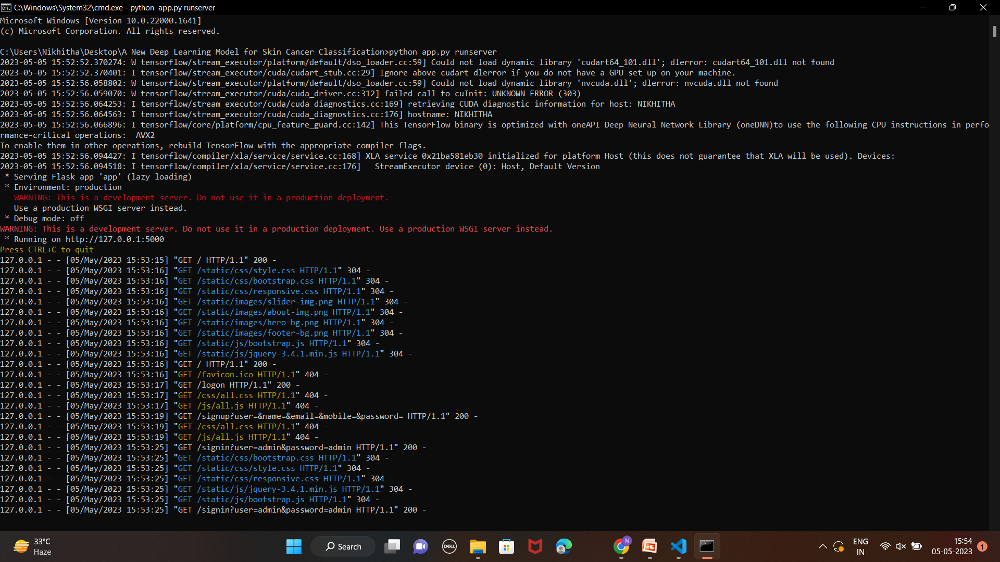 C:\Windows\System32\cmd.exe - python  app.py runserver
Microsoft Windows [Version 10.0.22000.1641]
(c) Microsoft Corporation. All rights reserved.
C:\Users\Nikhitha\Desktop\A New Deep Learning Model for Skin Cancer Classification>python app.py runserver
2023-05-05 15:52:52.370274: W tensorflow/stream_executor/platform/default/dso_loader.cc:59] Could not load dynamic library 'cudart64_101.dll'; dlerror: cudart64_101.dll not found
2023-05-05 15:52:52.370401: I tensorflow/stream_executor/cuda/cudart_stub.cc:29] Ignore above cudart dlerror if you do not have a GPU set up on your machine.
2023-05-05 15:52:56.058802: W tensorflow/stream_executor/platform/default/dso_loader.cc:59] Could not load dynamic library 'nvcuda.dll'; dlerror: nvcuda.dll not found
2023-05-05 15:52:56.059070: W tensorflow/stream_executor/cuda/cuda_driver.cc:312] failed call to cuInit: UNKNOWN ERROR (303)
2023-05-05 15:52:56.064253: I tensorflow/stream_executor/cuda/cuda_diagnostics.cc:169] retrieving CUDA diagnostic information for host: NIKHITHA
2023-05-05 15:52:56.064563: I tensorflow/stream_executor/cuda/cuda_diagnostics.cc:176] hostname: NIKHITHA
2023-05-05 15:52:56.066896: I tensorflow/core/platform/cpu_feature_guard.cc:142] This TensorFlow binary is optimized with oneAPI Deep Neural Network Library (oneDNN)to use the following CPU instructions in perfo
rmance-critical operations:  AVX2
To enable them in other operations, rebuild TensorFlow with the appropriate compiler flags.
2023-05-05 15:52:56.094427: I tensorflow/compiler/xla/service/service.cc:168] XLA service 0x21ba581eb30 initialized for platform Host (this does not guarantee that XLA will be used). Devices:
2023-05-05 15:52:56.094518: I tensorflow/compiler/xla/service/service.cc:176]   StreamExecutor device (0): Host, Default Version
 * Serving Flask app 'app' (lazy loading)
 * Environment: production
   WARNING: This is a development server. Do not use it in a production deployment.
   Use a production WSGI server instead.
 * Debug mode: off
WARNING: This is a development server. Do not use it in a production deployment. Use a production WSGI server instead.
 * Running on http://127.0.0.1:5000
Press CTRL+C to quit
127.0.0.1 - - [05/May/2023 15:53:15] "GET / HTTP/1.1" 200 -
127.0.0.1 - - [05/May/2023 15:53:16] "GET /static/css/style.css HTTP/1.1" 304 -
127.0.0.1 - - [05/May/2023 15:53:16] "GET /static/css/bootstrap.css HTTP/1.1" 304 -
127.0.0.1 - - [05/May/2023 15:53:16] "GET /static/css/responsive.css HTTP/1.1" 304 -
127.0.0.1 - - [05/May/2023 15:53:16] "GET /static/images/slider-img.png HTTP/1.1" 304 -
127.0.0.1 - - [05/May/2023 15:53:16] "GET /static/images/about-img.png HTTP/1.1" 304 -
127.0.0.1 - - [05/May/2023 15:53:16] "GET /static/images/hero-bg.png HTTP/1.1" 304 -
127.0.0.1 - - [05/May/2023 15:53:16] "GET /static/images/footer-bg.png HTTP/1.1" 304 -
127.0.0.1 - - [05/May/2023 15:53:16] "GET /static/js/bootstrap.js HTTP/1.1" 304 -
127.0.0.1 - - [05/May/2023 15:53:16] "GET /static/js/jquery-3.4.1.min.js HTTP/1.1" 304 -
127.0.0.1 - - [05/May/2023 15:53:16] "GET / HTTP/1.1" 200 -
127.0.0.1 - - [05/May/2023 15:53:16] "GET /favicon.ico HTTP/1.1" 404 -
127.0.0.1 - - [05/May/2023 15:53:17] "GET /logon HTTP/1.1" 200 -
127.0.0.1 - - [05/May/2023 15:53:17] "GET /css/all.css HTTP/1.1" 404 -
127.0.0.1 - - [05/May/2023 15:53:17] "GET /js/all.js HTTP/1.1" 404 -
127.0.0.1 - - [05/May/2023 15:53:19] "GET /signup?user=&name=&email=&mobile=&password= HTTP/1.1" 200 -
127.0.0.1 - - [05/May/2023 15:53:19] "GET /css/all.css HTTP/1.1" 404 -
127.0.0.1 - - [05/May/2023 15:53:19] "GET /js/all.js HTTP/1.1" 404 -
127.0.0.1 - - [05/May/2023 15:53:25] "GET /signin?user=admin&password=admin HTTP/1.1" 200 -
127.0.0.1 - - [05/May/2023 15:53:25] "GET /static/css/bootstrap.css HTTP/1.1" 304 -
127.0.0.1 - - [05/May/2023 15:53:25] "GET /static/css/style.css HTTP/1.1" 304 -
127.0.0.1 - - [05/May/2023 15:53:25] "GET /static/css/responsive.css HTTP/1.1" 304 -
127.0.0.1 - - [05/May/2023 15:53:25] "GET /static/js/jquery-3.4.1.min.js HTTP/1.1" 304 -
127.0.0.1 - - [05/May/2023 15:53:25] "GET /static/js/bootstrap.js HTTP/1.1" 304 -
127.0.0.1 - - [05/May/2023 15:53:25] "GET /signin?user=admin&password=admin HTTP/1.1" 200 -
33°C
Haze
Search
DELL
N
ENG
IN
15:54
05-05-2023
1